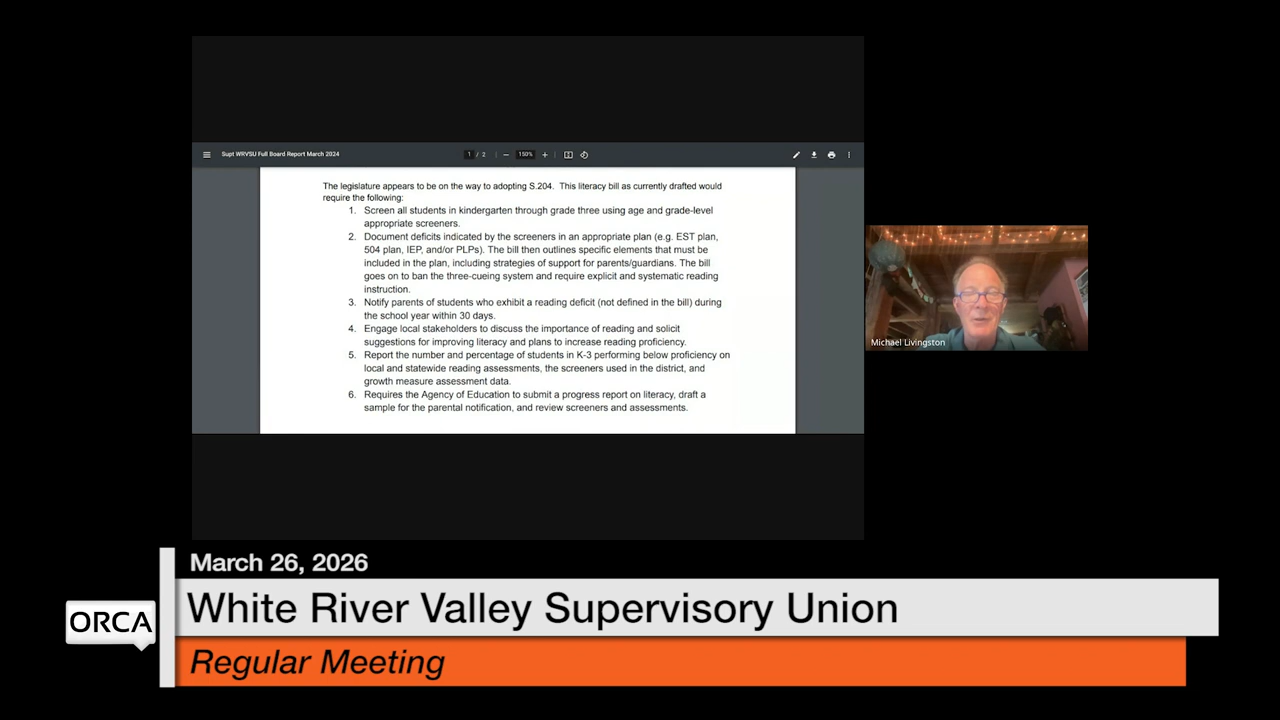 Supt WRVSU Full Board Report March 2024
1 / 2 − 150% +
The legislature appears to be on the way to adopting S.204. This literacy bill as currently drafted would
require the following:
1. Screen all students in kindergarten through grade three using age and grade-level
appropriate screeners.
2. Document deficits indicated by the screeners in an appropriate plan (e.g. EST plan,
504 plan, IEP, and/or PLPs). The bill then outlines specific elements that must be
included in the plan, including strategies of support for parents/guardians. The bill
goes on to ban the three-cueing system and require explicit and systematic reading
instruction.
3. Notify parents of students who exhibit a reading deficit (not defined in the bill) during
the school year within 30 days.
4. Engage local stakeholders to discuss the importance of reading and solicit
suggestions for improving literacy and plans to increase reading proficiency.
5. Report the number and percentage of students in K-3 performing below proficiency on
local and statewide reading assessments, the screeners used in the district, and
growth measure assessment data.
6. Requires the Agency of Education to submit a progress report on literacy, draft a
sample for the parental notification, and review screeners and assessments.
Michael Livingston
March 26, 2026
ORCA
White River Valley Supervisory Union
Regular Meeting